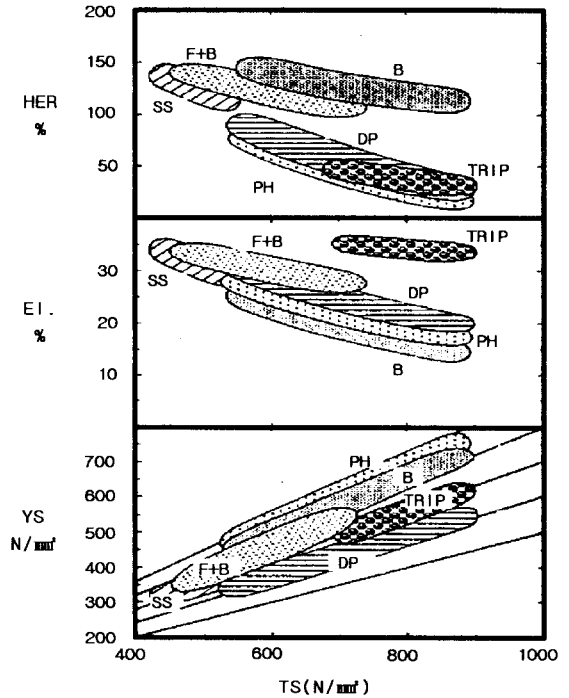 200
150
HER
%
100
50
F+B
B
SS
DP
PH
TRIP
30
El.
%
20
10
F+B
TRIP
SS
DP
PH
B
700
YS
N/mm²
600
500
400
300
200
PH
B
TRIP
F+B
DP
SS
400
600
800
1000
TS(N/mm²)